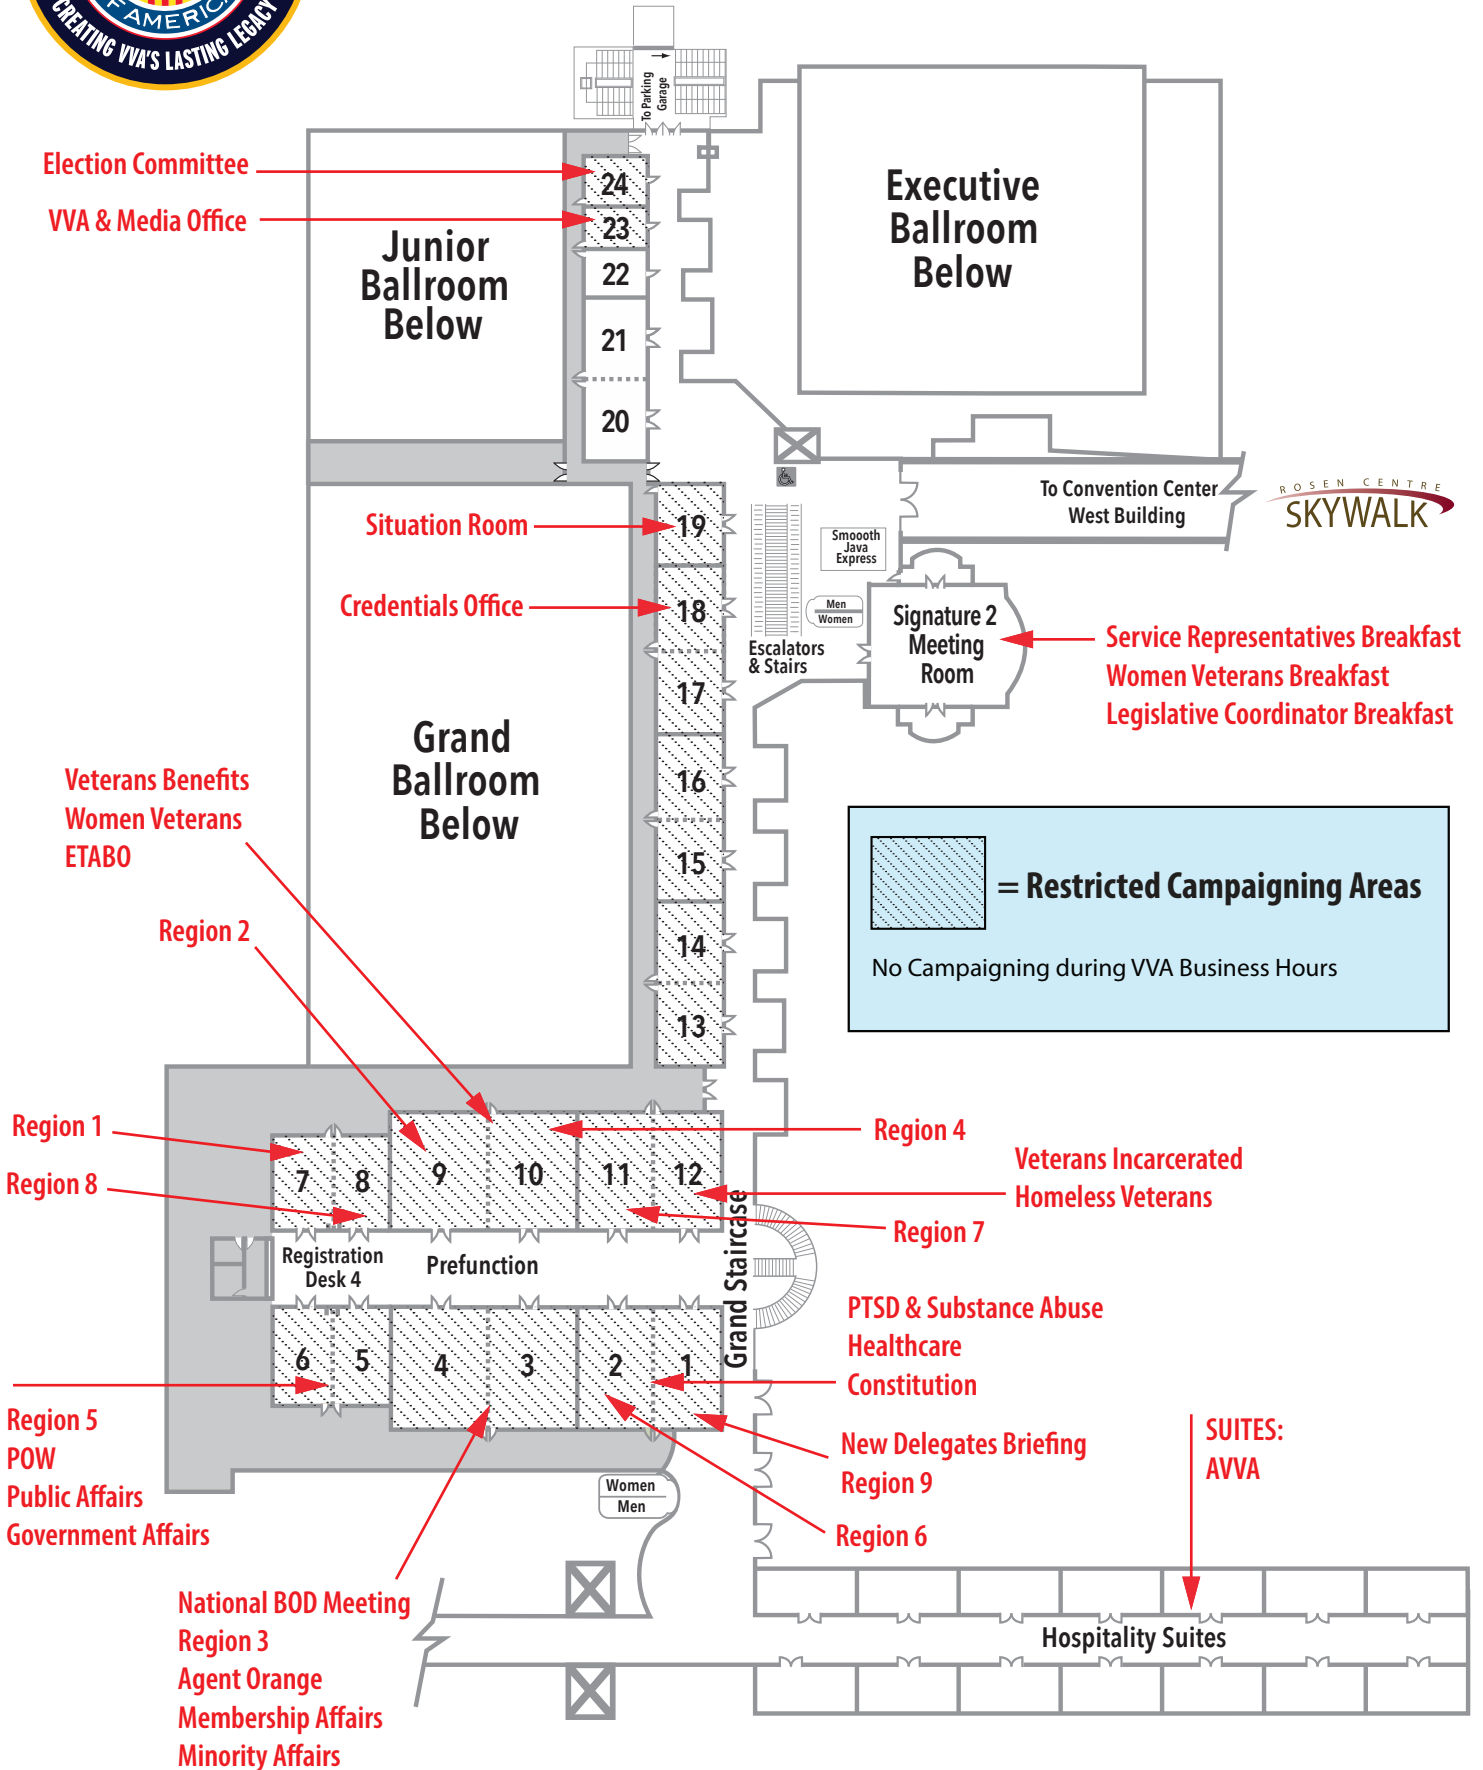 OF AMERICA
CREATING VVA'S LASTING LEGACY
To Parking
Garage
Election Committee
VVA & Media Office
24
23
22
21
20
Junior
Ballroom
Below
Executive
Ballroom
Below
To Convention Center
West Building
ROSEN CENTRE
SKYWALK
Situation Room
Credentials Office
19
18
17
16
15
14
13
Smoooth
Java
Express
Men
Women
Escalators
& Stairs
Signature 2
Meeting
Room
Service Representatives Breakfast
Women Veterans Breakfast
Legislative Coordinator Breakfast
Grand
Ballroom
Below
Veterans Benefits
Women Veterans
ETABO
Region 2
= Restricted Campaigning Areas
No Campaigning during VVA Business Hours
Region 1
Region 8
7
8
9
10
11
12
Region 4
Veterans Incarcerated
Homeless Veterans
Region 7
Registration
Desk 4
Prefunction
Grand Staircase
6
5
4
3
2
1
PTSD & Substance Abuse
Healthcare
Constitution
Region 5
POW
Public Affairs
Government Affairs
New Delegates Briefing
Region 9
Region 6
SUITES:
AVVA
Women
Men
National BOD Meeting
Region 3
Agent Orange
Membership Affairs
Minority Affairs
Hospitality Suites